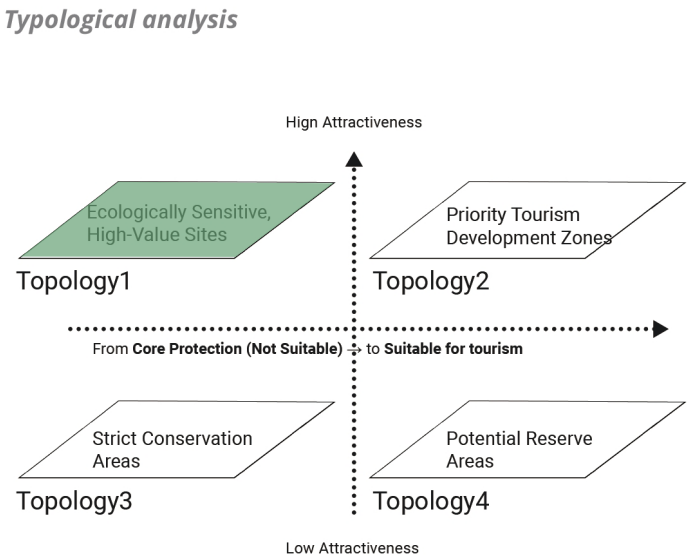 Typological analysis
Hign Attractiveness
Ecologically Sensitive,
High-Value Sites
Priority Tourism
Development Zones
Topology1
Topology2
From Core Protection (Not Suitable) → to Suitable for tourism
Strict Conservation
Areas
Potential Reserve
Areas
Topology3
Topology4
Low Attractiveness